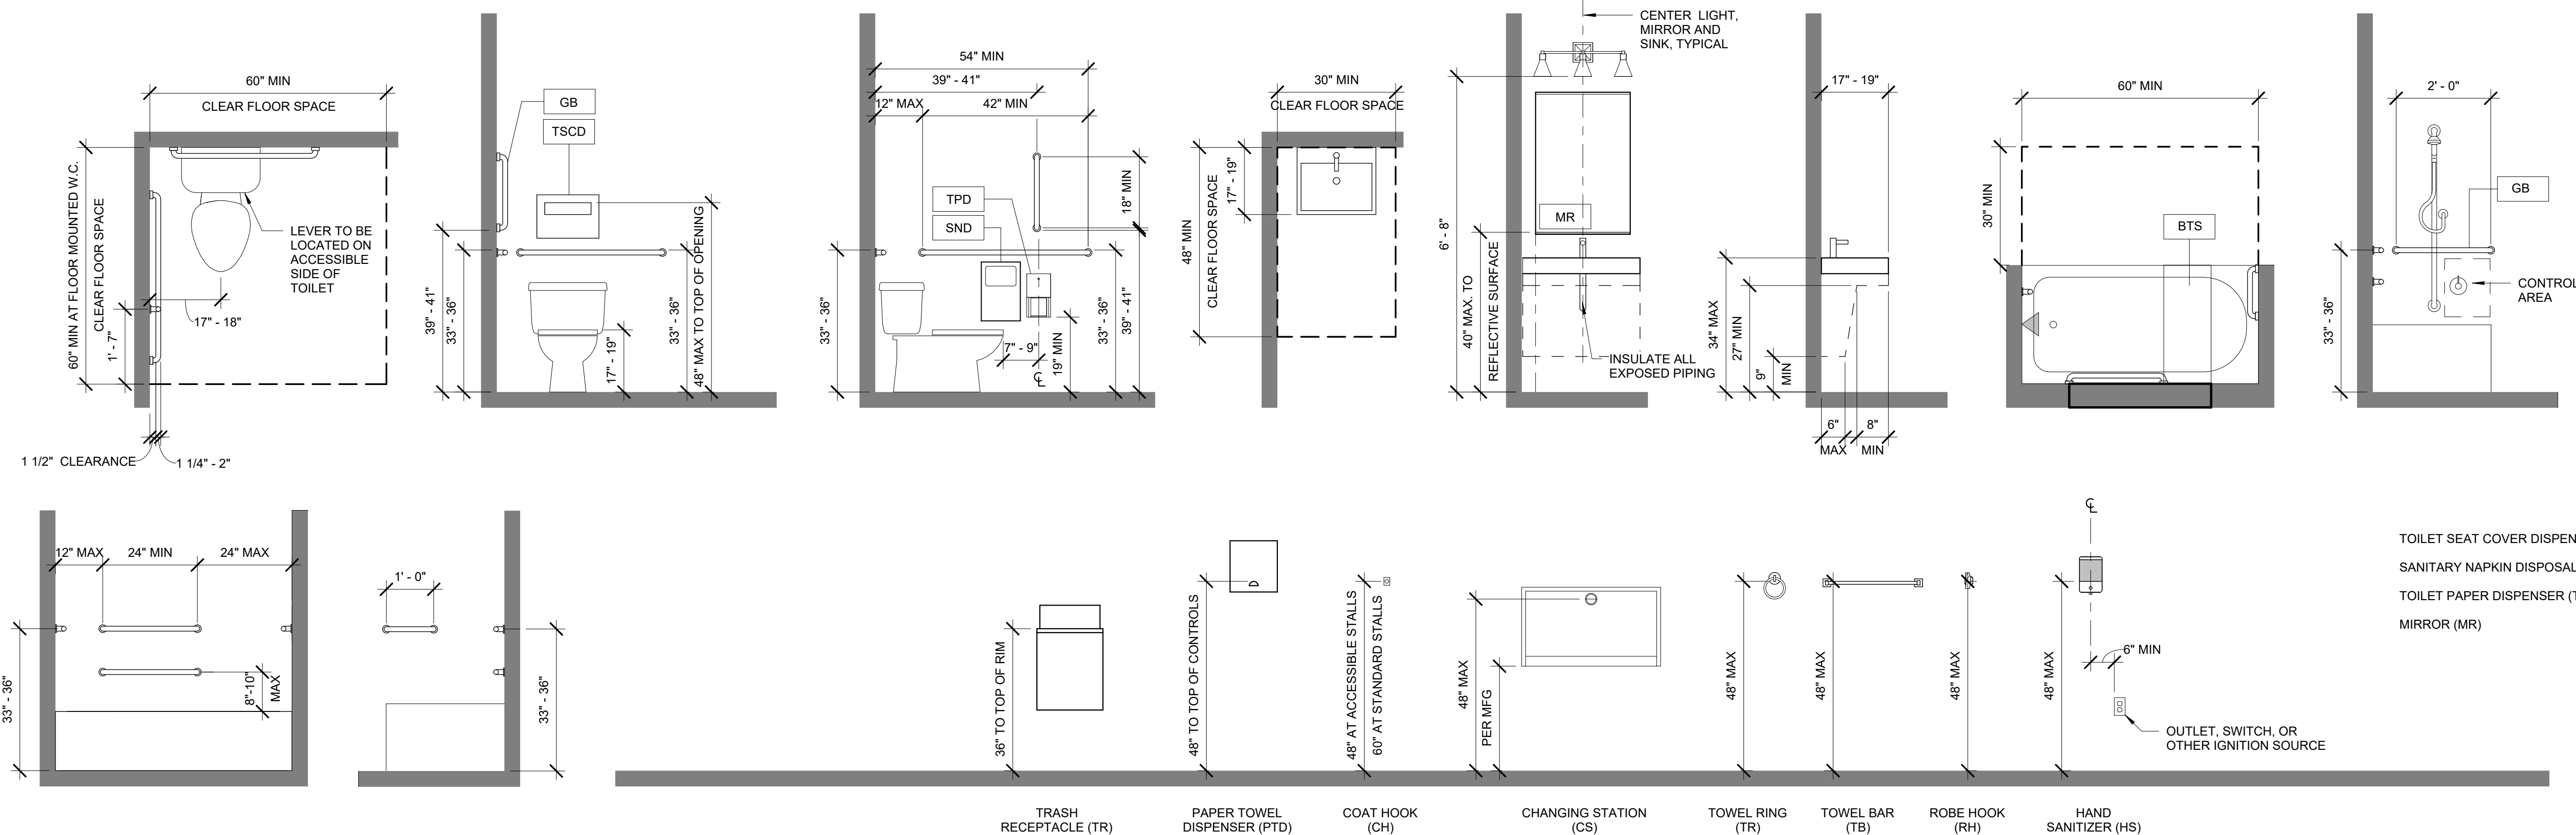 60" MIN
CLEAR FLOOR SPACE
60" MIN AT FLOOR MOUNTED W.C.
CLEAR FLOOR SPACE
1' - 7"
17" - 18"
LEVER TO BE
LOCATED ON
ACCESSIBLE
SIDE OF
TOILET
1 1/2" CLEARANCE
1 1/4" - 2"
GB
TSCD
39" - 41"
33" - 36"
17" - 19"
33" - 36"
48" MAX TO TOP OF OPENING
54" MIN
39" - 41"
12" MAX
42" MIN
TPD
SND
18" MIN
33" - 36"
7" - 9"
19" MIN
33" - 36"
39" - 41"
30" MIN
CLEAR FLOOR SPACE
48" MIN
CLEAR FLOOR SPACE
17" - 19"
CENTER LIGHT,
MIRROR AND
SINK, TYPICAL
6' - 8"
MR
40" MAX. TO
REFLECTIVE SURFACE
INSULATE ALL
EXPOSED PIPING
17" - 19"
34" MAX
27" MIN
9"
MIN
6"
MAX
8"
MIN
60" MIN
30" MIN
BTS
2' - 0"
GB
33" - 36"
CONTROL
AREA
12" MAX
24" MIN
24" MAX
33" - 36"
8"-10"
MAX
1' - 0"
33" - 36"
36" TO TOP OF RIM
48" TO TOP OF CONTROLS
48" AT ACCESSIBLE STALLS
60" AT STANDARD STALLS
48" MAX
PER MFG
48" MAX
48" MAX
48" MAX
48" MAX
6" MIN
OUTLET, SWITCH, OR
OTHER IGNITION SOURCE
TOILET SEAT COVER DISPEN
SANITARY NAPKIN DISPOSAL
TOILET PAPER DISPENSER (T
MIRROR (MR)
TRASH
RECEPTACLE (TR)
PAPER TOWEL
DISPENSER (PTD)
COAT HOOK
(CH)
CHANGING STATION
(CS)
TOWEL RING
(TR)
TOWEL BAR
(TB)
ROBE HOOK
(RH)
HAND
SANITIZER (HS)